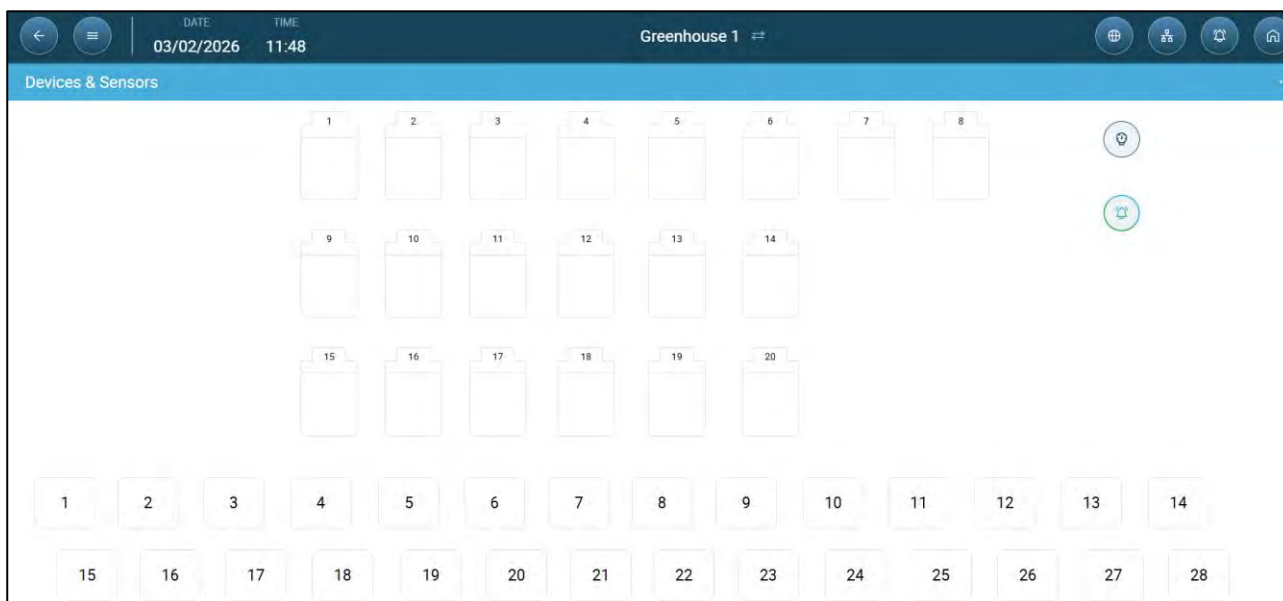 DATE TIME
03/02/2026 11:48
Greenhouse 1
Devices & Sensors
1 2 3 4 5 6 7 8
9 10 11 12 13 14
15 16 17 18 19 20
1 2 3 4 5 6 7 8 9 10 11 12 13 14
15 16 17 18 19 20 21 22 23 24 25 26 27 28